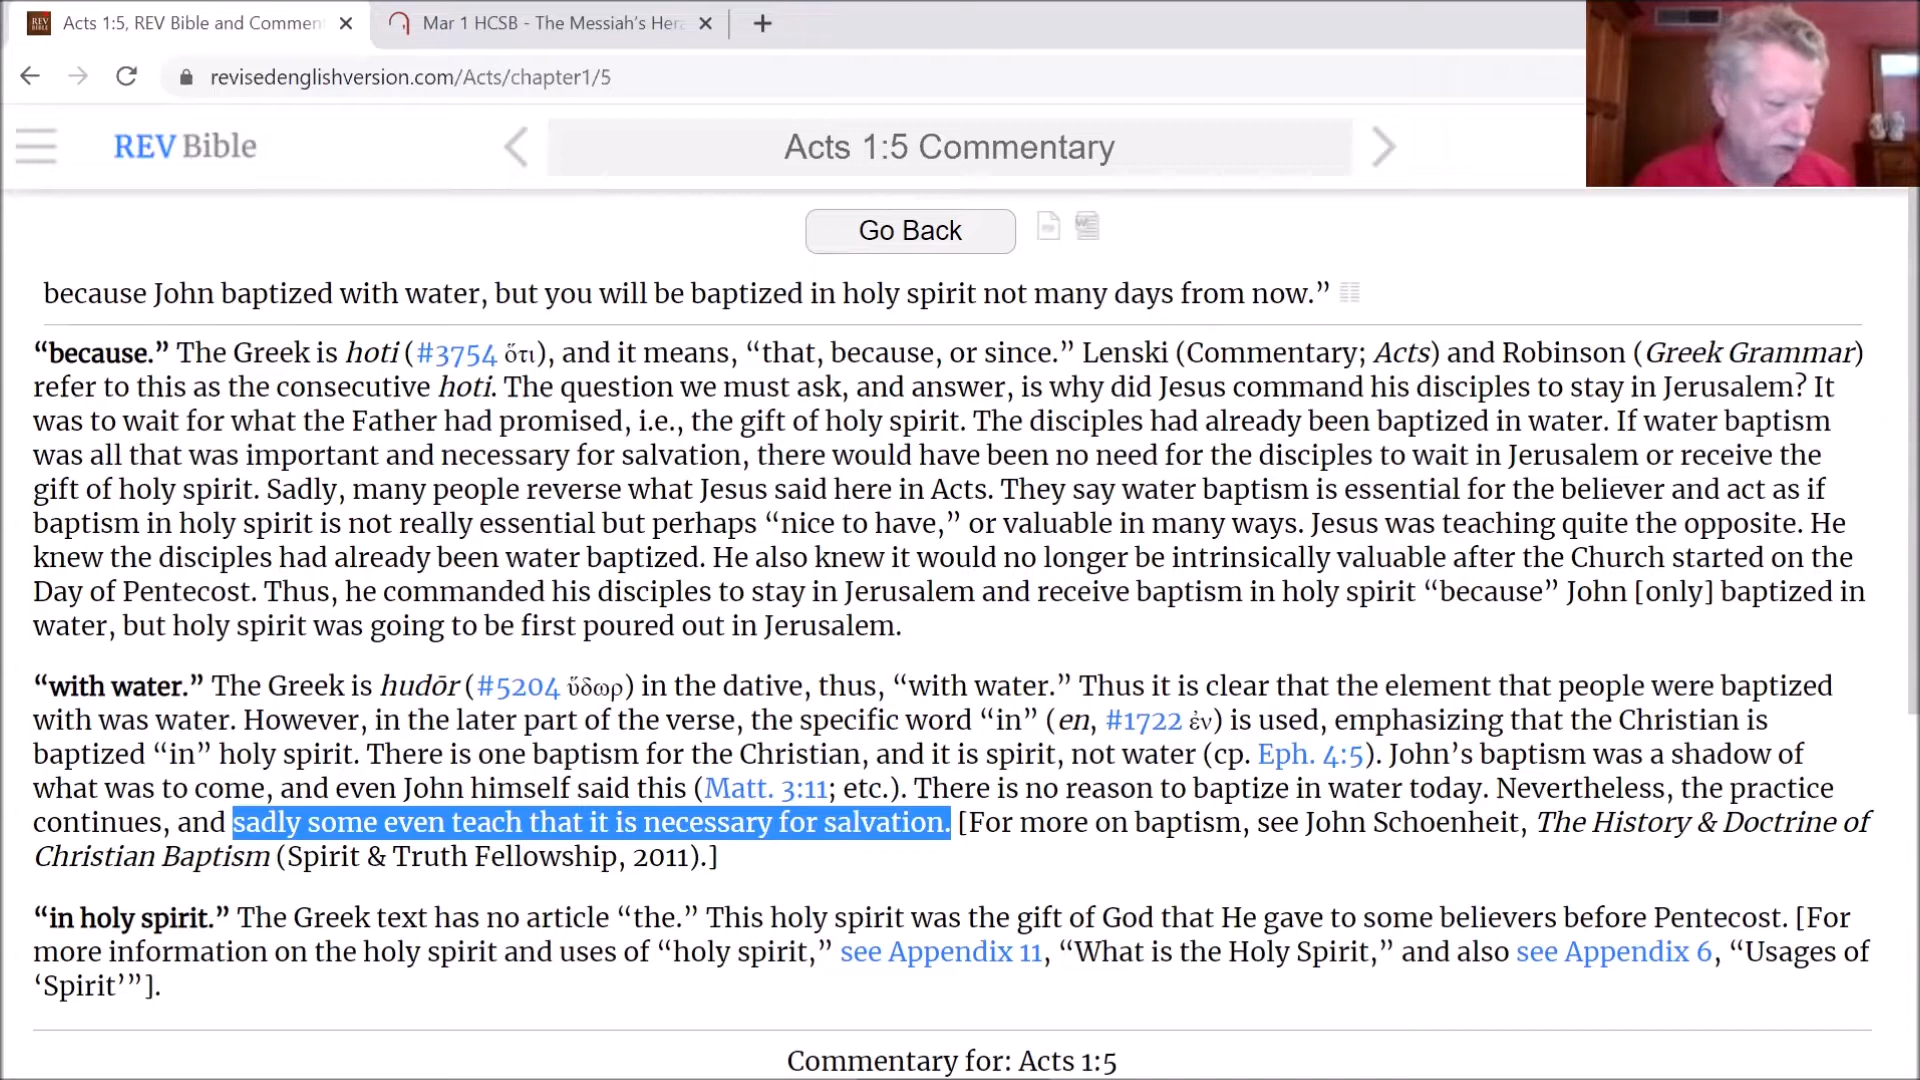 Acts 1:5, REV Bible and Commen
Mar 1 HCSB - The Messiah’s Her
revisedenglishversion.com/Acts/chapter1/5
REV Bible
Acts 1:5 Commentary
Go Back
because John baptized with water, but you will be baptized in holy spirit not many days from now.”
“because.” The Greek is hoti (#3754 ὅτι), and it means, “that, because, or since.” Lenski (Commentary; Acts) and Robinson (Greek Grammar)
refer to this as the consecutive hoti. The question we must ask, and answer, is why did Jesus command his disciples to stay in Jerusalem? It
was to wait for what the Father had promised, i.e., the gift of holy spirit. The disciples had already been baptized in water. If water baptism
was all that was important and necessary for salvation, there would have been no need for the disciples to wait in Jerusalem or receive the
gift of holy spirit. Sadly, many people reverse what Jesus said here in Acts. They say water baptism is essential for the believer and act as if
baptism in holy spirit is not really essential but perhaps “nice to have,” or valuable in many ways. Jesus was teaching quite the opposite. He
knew the disciples had already been water baptized. He also knew it would no longer be intrinsically valuable after the Church started on the
Day of Pentecost. Thus, he commanded his disciples to stay in Jerusalem and receive baptism in holy spirit “because” John [only] baptized in
water, but holy spirit was going to be first poured out in Jerusalem.
“with water.” The Greek is hudōr (#5204 ὕδωρ) in the dative, thus, “with water.” Thus it is clear that the element that people were baptized
with was water. However, in the later part of the verse, the specific word “in” (en, #1722 ἐν) is used, emphasizing that the Christian is
baptized “in” holy spirit. There is one baptism for the Christian, and it is spirit, not water (cp. Eph. 4:5). John’s baptism was a shadow of
what was to come, and even John himself said this (Matt. 3:11; etc.). There is no reason to baptize in water today. Nevertheless, the practice
continues, and sadly some even teach that it is necessary for salvation. [For more on baptism, see John Schoenheit, The History & Doctrine of
Christian Baptism (Spirit & Truth Fellowship, 2011).]
“in holy spirit.” The Greek text has no article “the.” This holy spirit was the gift of God that He gave to some believers before Pentecost. [For
more information on the holy spirit and uses of “holy spirit,” see Appendix 11, “What is the Holy Spirit,” and also see Appendix 6, “Usages of
‘Spirit’”].
Commentary for: Acts 1:5